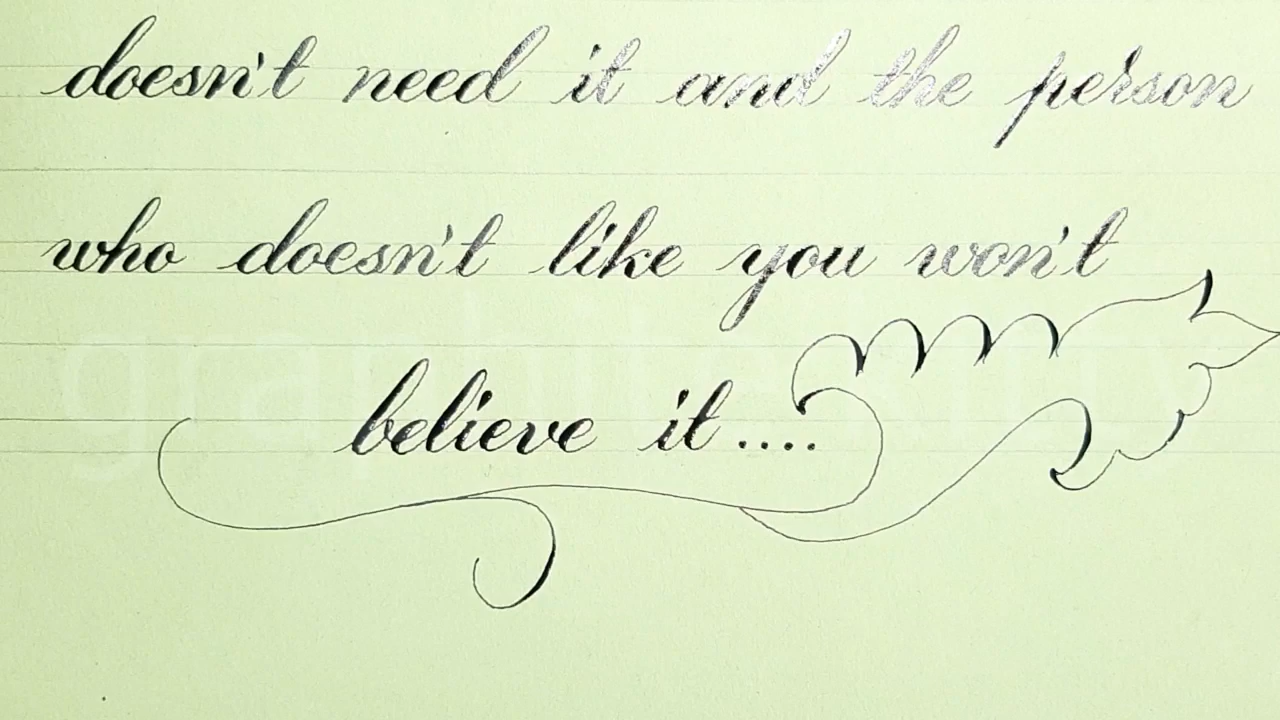 doesn't need it and the person
who doesn't like you won't
believe it....